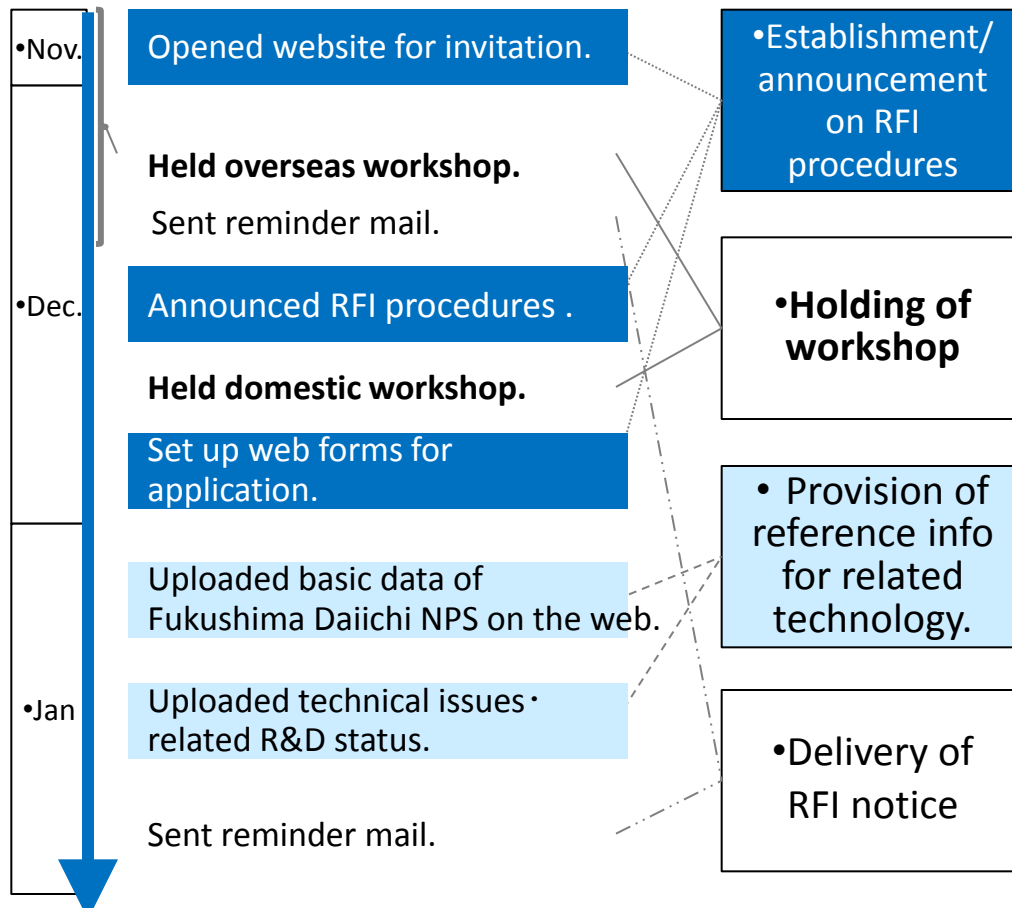 •Nov.
Opened website for invitation.
Held overseas workshop.
Sent reminder mail.
•Dec.
Announced RFI procedures .
Held domestic workshop.
Set up web forms for
application.
Uploaded basic data of
Fukushima Daiichi NPS on the web.
•Jan
Uploaded technical issues・
related R&D status.
Sent reminder mail.
•Establishment/
announcement
on RFI
procedures
•Holding of
workshop
• Provision of
reference info
for related
technology.
•Delivery of
RFI notice